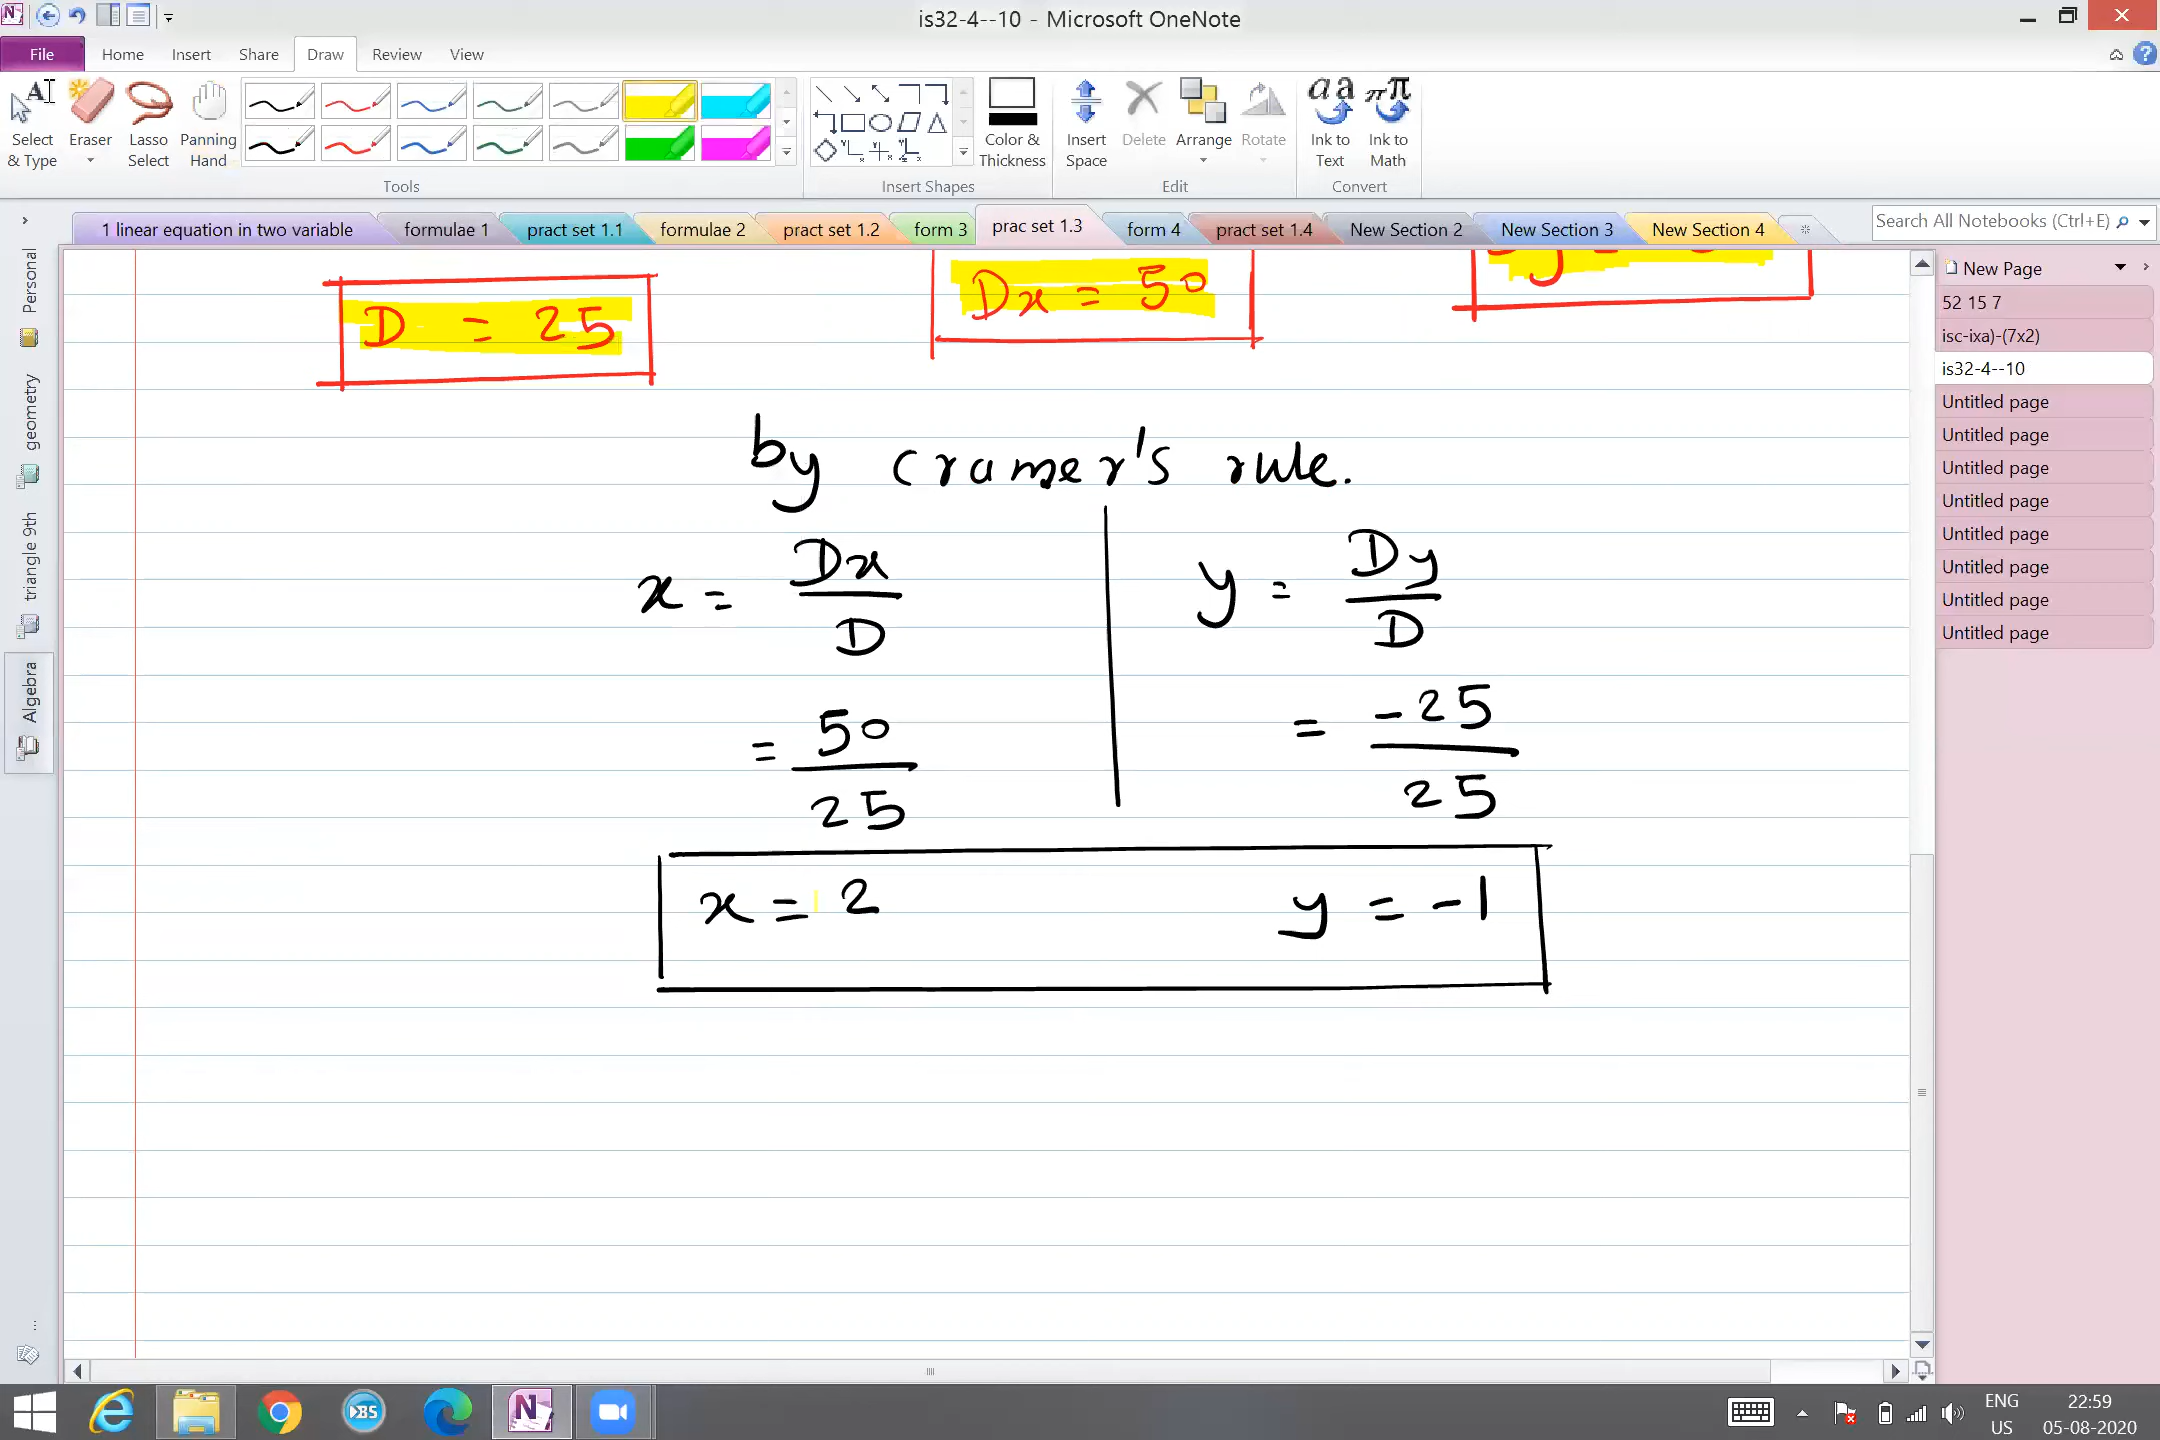 is32-4--10 - Microsoft OneNote
File Home Insert Share Draw Review View
Select & Type Eraser Lasso Select Panning Hand Color & Thickness Insert Space Delete Arrange Rotate Ink to Text Ink to Math
Tools Insert Shapes Edit Convert
1 linear equation in two variable formulae 1 pract set 1.1 formulae 2 pract set 1.2 form 3 prac set 1.3 form 4 pract set 1.4 New Section 2 New Section 3 New Section 4 Search All Notebooks (Ctrl+E)
Personal
geometry
triangle 9th
Algebra
New Page
52 15 7
isc-ixa)-(7x2)
is32-4--10
Untitled page
Untitled page
Untitled page
Untitled page
Untitled page
Untitled page
Untitled page
Untitled page
D = 25
Dx = 50
by cramer's rule.
x = Dx / D
y = Dy / D
= 50 / 25
= -25 / 25
x = 2 y = -1
ENG 22:59
US 05-08-2020